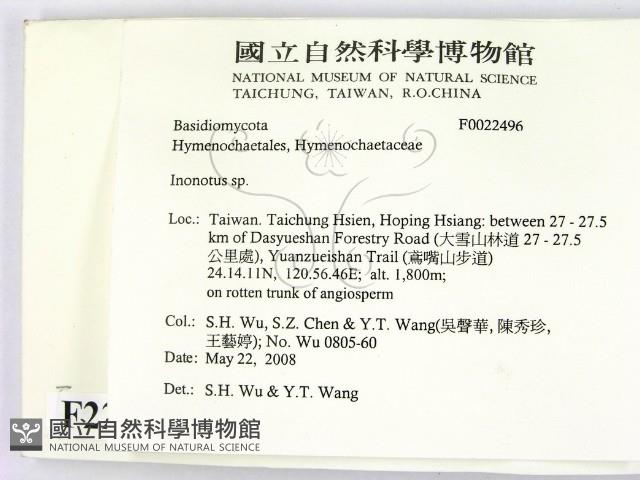 國立自然科學博物館
NATIONAL MUSEUM OF NATURAL SCIENCE
TAICHUNG, TAIWAN, R.O.CHINA
Basidiomycota F0022496
Hymenochaetales, Hymenochaetaceae
Inonotus sp.
Loc.: Taiwan. Taichung Hsien, Hoping Hsiang: between 27 - 27.5
km of Dasyueshan Forestry Road (大雪山林道 27 - 27.5
公里處), Yuanzueishan Trail (鳶嘴山步道)
24.14.11N, 120.56.46E; alt. 1,800m;
on rotten trunk of angiosperm
Col.: S.H. Wu, S.Z. Chen & Y.T. Wang(吳聲華, 陳秀珍,
王藝婷); No. Wu 0805-60
Date: May 22, 2008
Det.: S.H. Wu & Y.T. Wang
F2
國立自然科學博物館
NATIONAL MUSEUM OF NATURAL SCIENCE